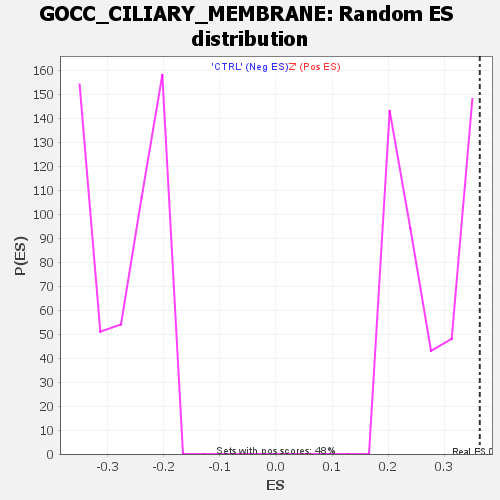 GOCC_CILIARY_MEMBRANE: Random ES
distribution
'CTRL' (Neg ES) Z' (Pos ES)
160
150
140
130
120
110
100
90
80
70
60
50
40
30
20
10
0
P(ES)
Sets with pos scores: 48%
Real ES 0
-0.3 -0.2 -0.1 0.0 0.1 0.2 0.3
ES